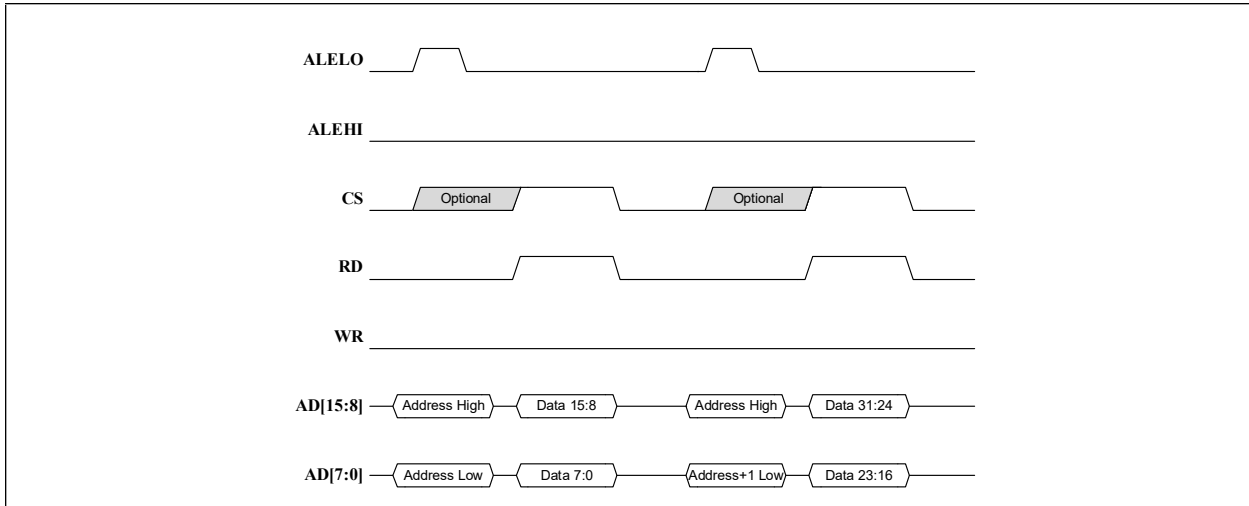 ALELO
ALEHI
CS Optional Optional
RD
WR
AD[15:8] Address High Data 15:8 Address High Data 31:24
AD[7:0] Address Low Data 7:0 Address+1 Low Data 23:16